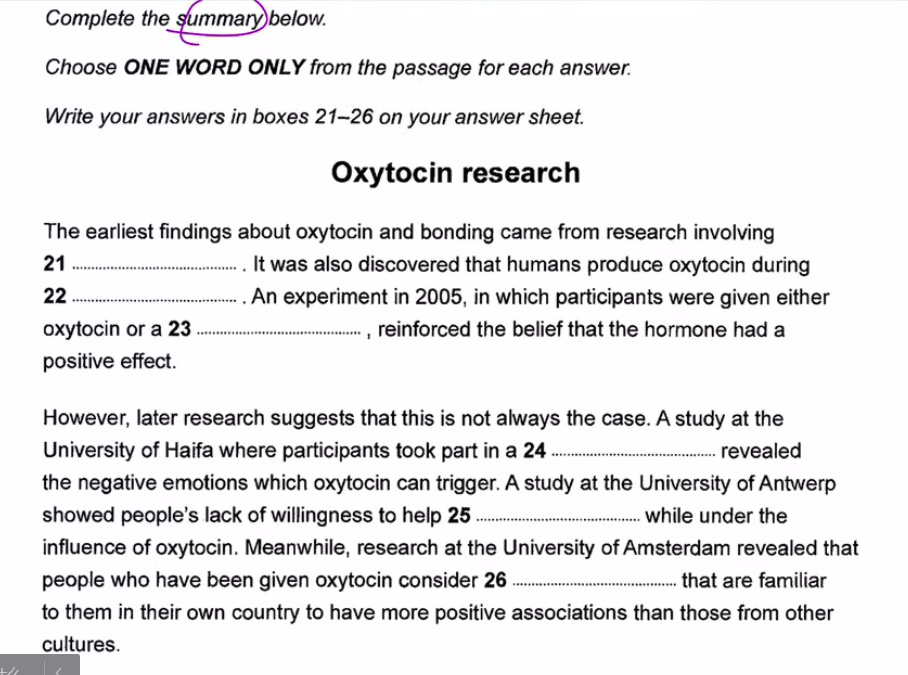 Complete the summary below.
Choose ONE WORD ONLY from the passage for each answer.
Write your answers in boxes 21–26 on your answer sheet.
Oxytocin research
The earliest findings about oxytocin and bonding came from research involving
21 .................................... . It was also discovered that humans produce oxytocin during
22 .................................... . An experiment in 2005, in which participants were given either
oxytocin or a 23 .................................... , reinforced the belief that the hormone had a
positive effect.
However, later research suggests that this is not always the case. A study at the
University of Haifa where participants took part in a 24 .................................... revealed
the negative emotions which oxytocin can trigger. A study at the University of Antwerp
showed people's lack of willingness to help 25 .................................... while under the
influence of oxytocin. Meanwhile, research at the University of Amsterdam revealed that
people who have been given oxytocin consider 26 .................................... that are familiar
to them in their own country to have more positive associations than those from other
cultures.